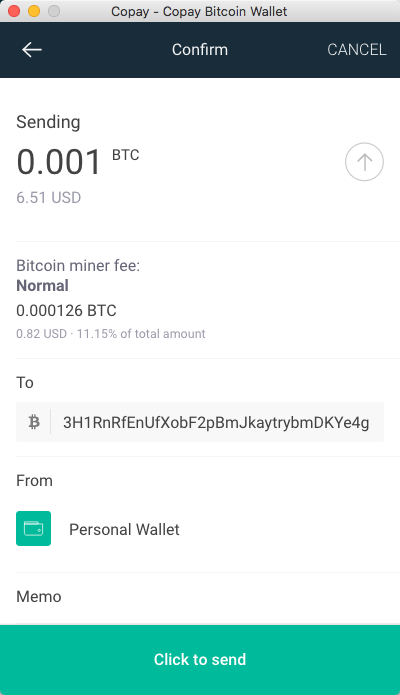 Copay - Copay Bitcoin Wallet
Confirm CANCEL
Sending
0.001 BTC
6.51 USD
Bitcoin miner fee:
Normal
0.000126 BTC
0.82 USD · 11.15% of total amount
To
3H1RnRfEnUfXobF2pBmJkaytrybmDKYe4g
From
Personal Wallet
Memo
Click to send